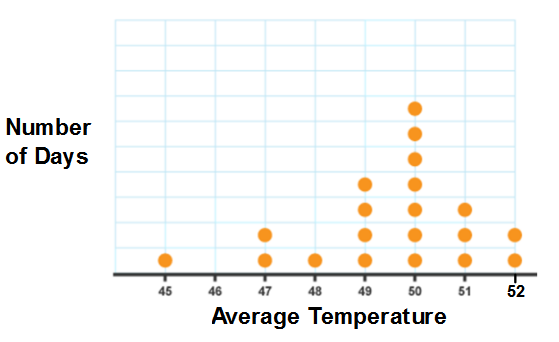 Number
of Days
45 46 47 48 49 50 51 52
Average Temperature